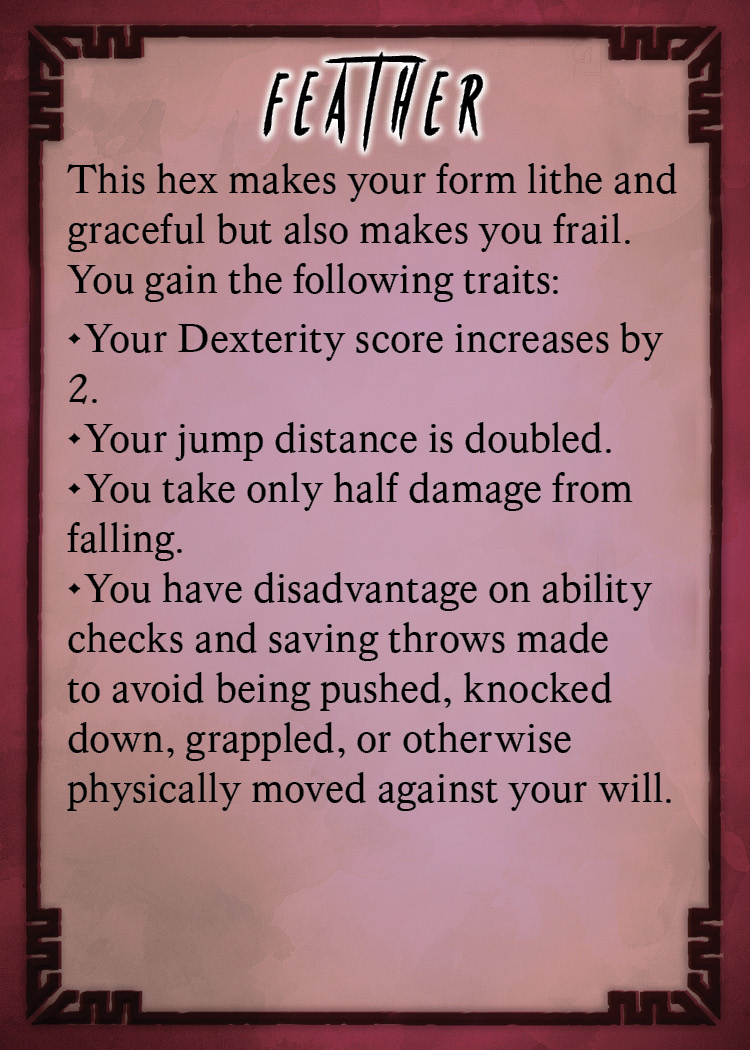 FEATHER
This hex makes your form lithe and
graceful but also makes you frail.
You gain the following traits:
•Your Dexterity score increases by
2.
•Your jump distance is doubled.
•You take only half damage from
falling.
•You have disadvantage on ability
checks and saving throws made
to avoid being pushed, knocked
down, grappled, or otherwise
physically moved against your will.